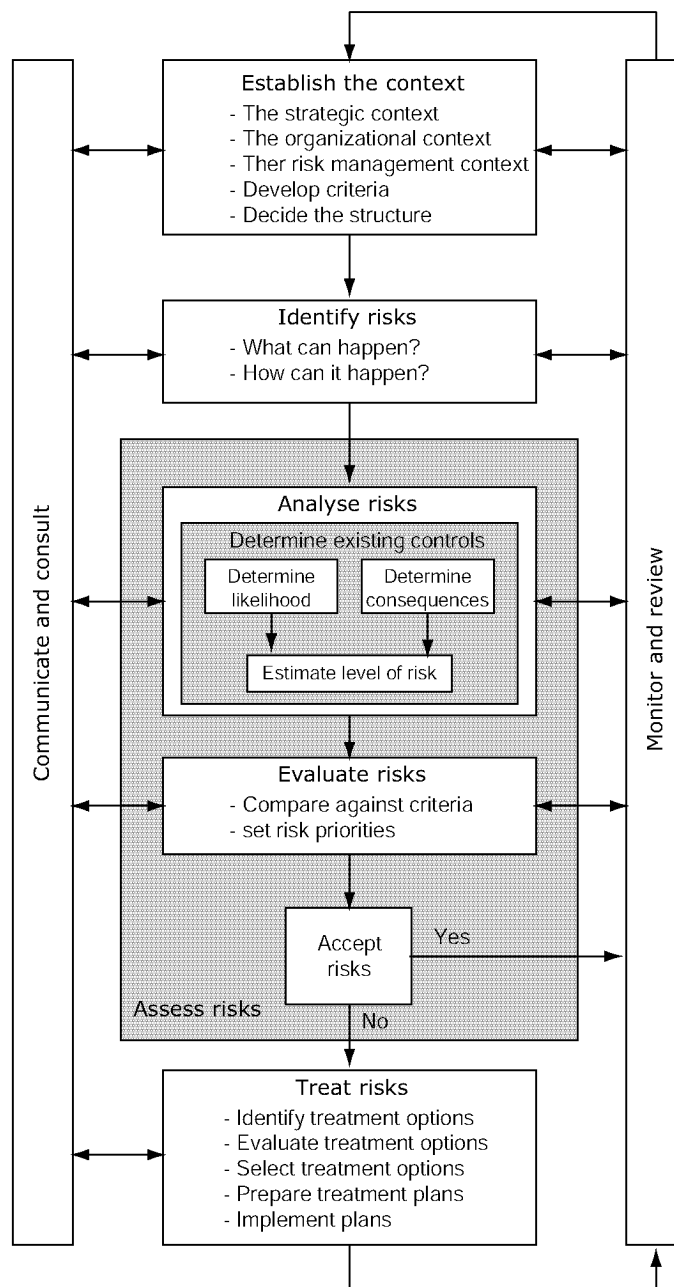 Establish the context
- The strategic context
- The organizational context
- Ther risk management context
- Develop criteria
- Decide the structure
Identify risks
- What can happen?
- How can it happen?
Analyse risks
Determine existing controls
Determine
likelihood
Determine
consequences
Estimate level of risk
Evaluate risks
- Compare against criteria
- set risk priorities
Accept
risks
Yes
Assess risks
No
Treat risks
- Identify treatment options
- Evaluate treatment options
- Select treatment options
- Prepare treatment plans
- Implement plans
Communicate and consult
Monitor and review